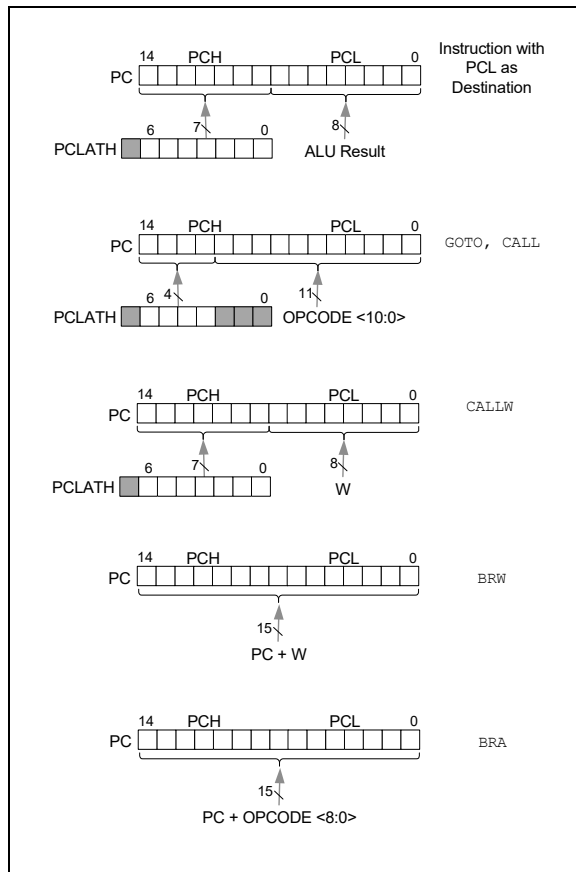 14 PCH PCL 0
Instruction with
PCL as
Destination
PC
6 7 0 8
PCLATH
ALU Result
14 PCH PCL 0
PC
GOTO, CALL
6 4 0 11
PCLATH
OPCODE <10:0>
14 PCH PCL 0
PC
CALLW
6 7 0 8
PCLATH
W
14 PCH PCL 0
PC
BRW
15
PC + W
14 PCH PCL 0
PC
BRA
15
PC + OPCODE <8:0>